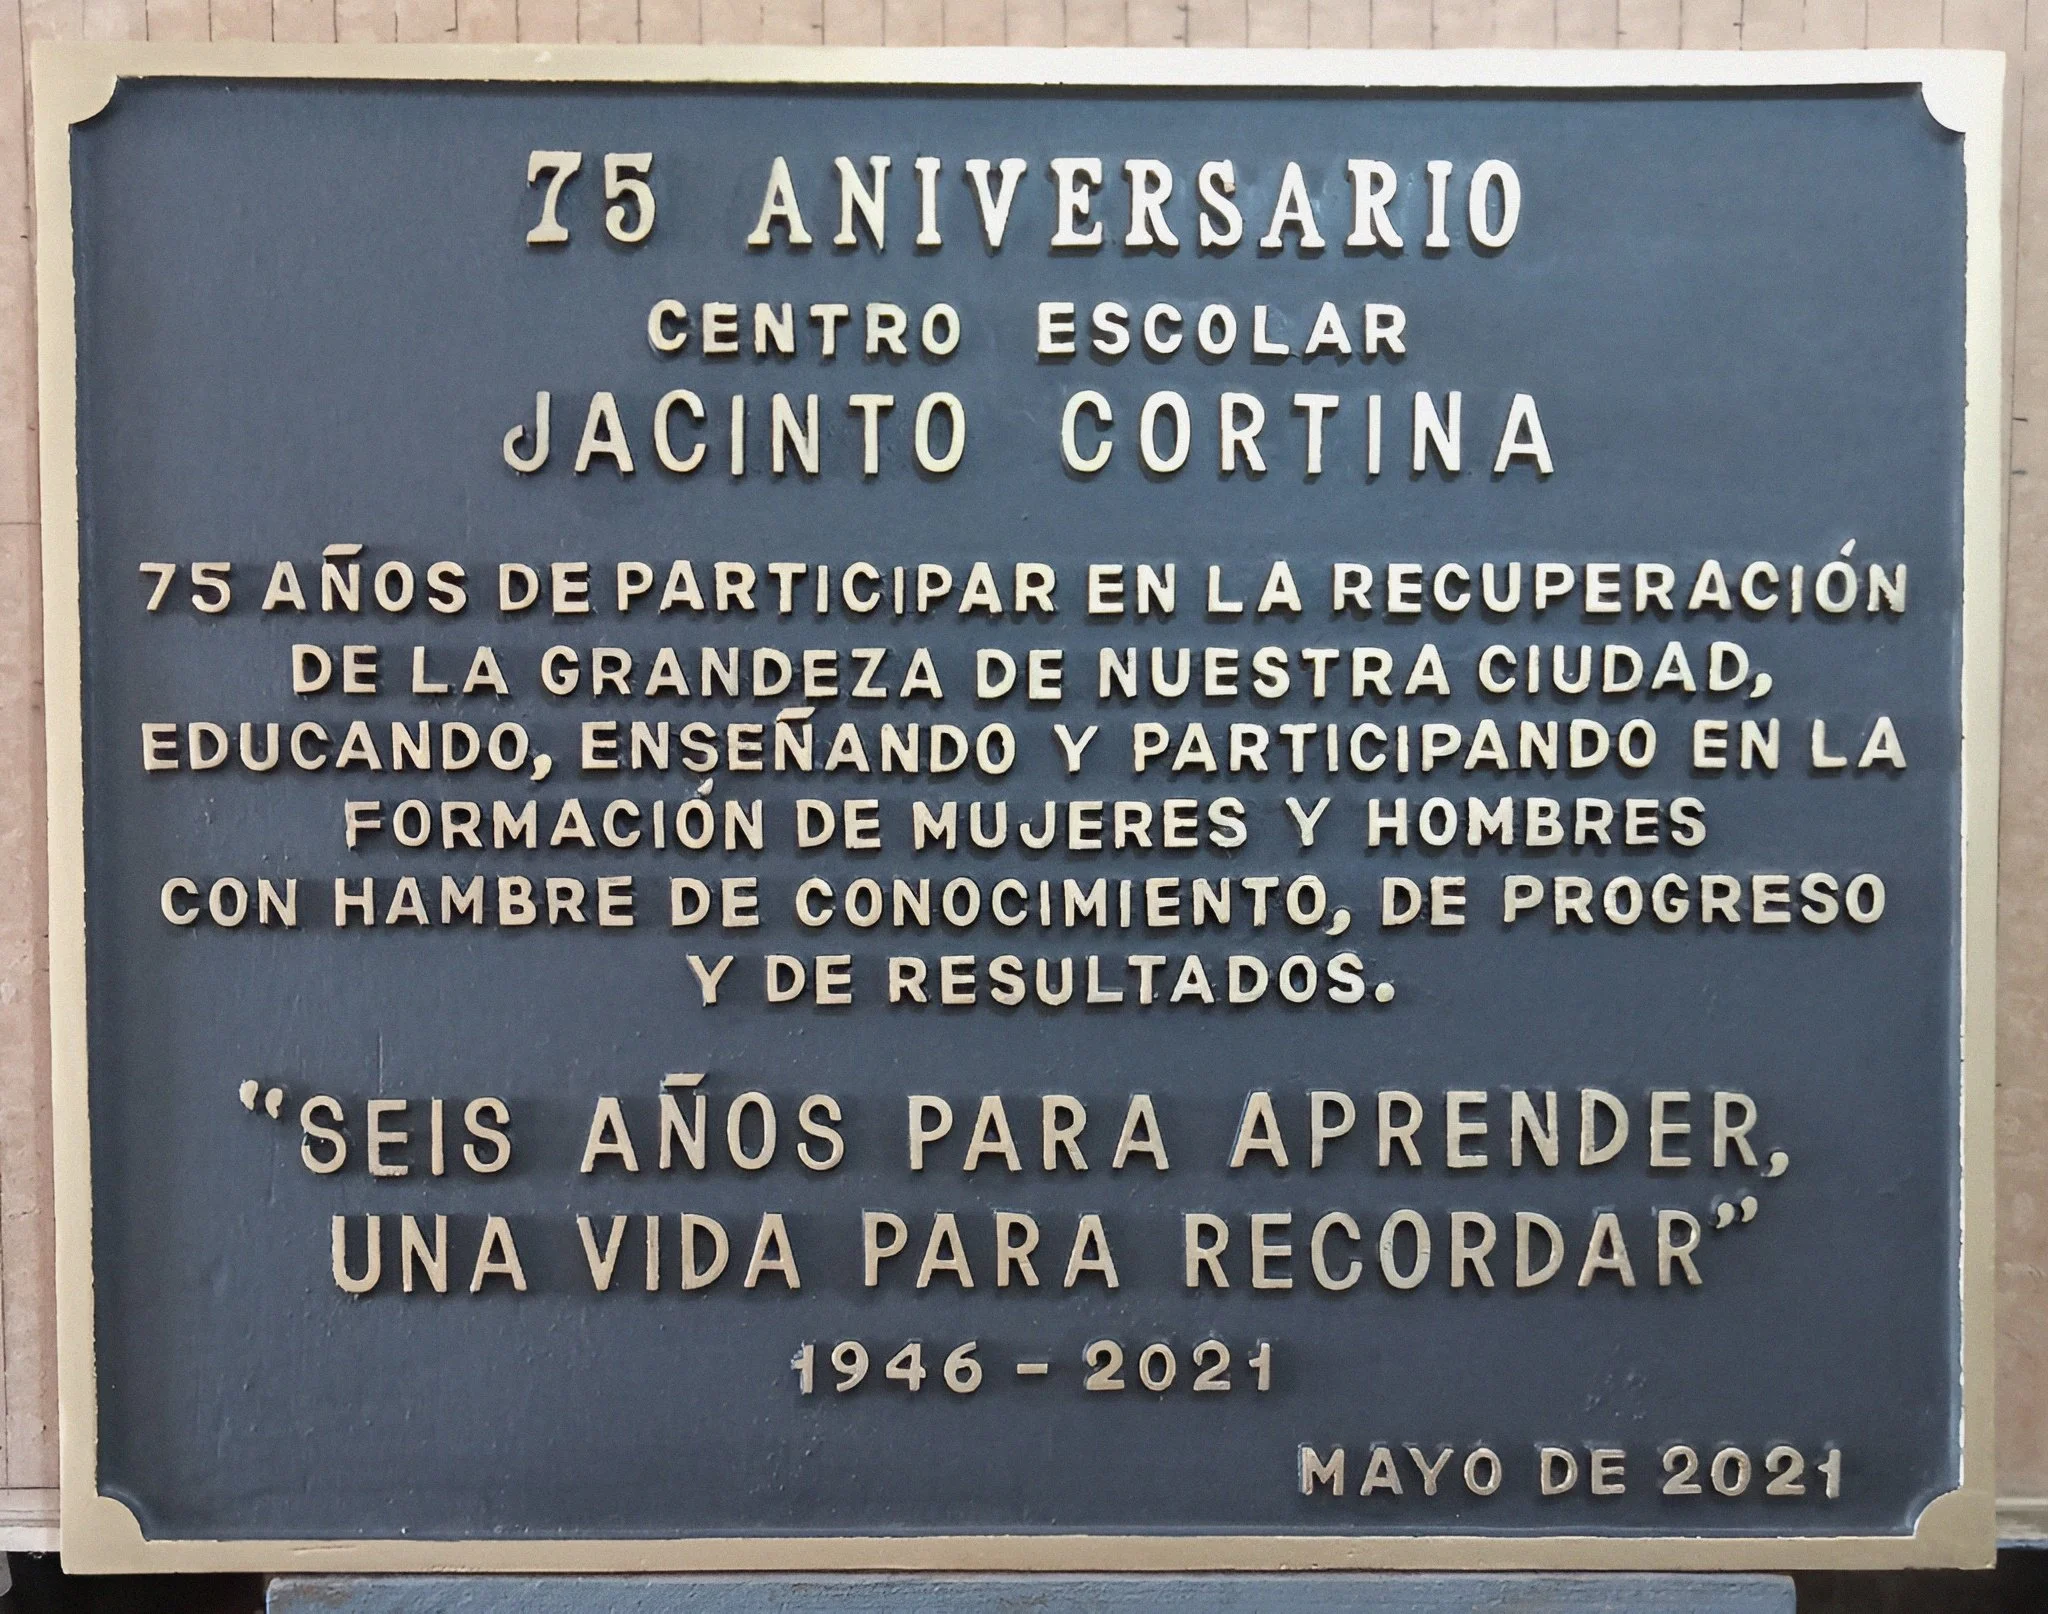 75 ANIVERSARIO
CENTRO ESCOLAR
JACINTO CORTINA
75 AÑOS DE PARTICIPAR EN LA RECUPERACIÓN
DE LA GRANDEZA DE NUESTRA CIUDAD,
EDUCANDO, ENSEÑANDO Y PARTICIPANDO EN LA
FORMACIÓN DE MUJERES Y HOMBRES
CON HAMBRE DE CONOCIMIENTO, DE PROGRESO
Y DE RESULTADOS.
“SEIS AÑOS PARA APRENDER,
UNA VIDA PARA RECORDAR”
1946 - 2021
MAYO DE 2021